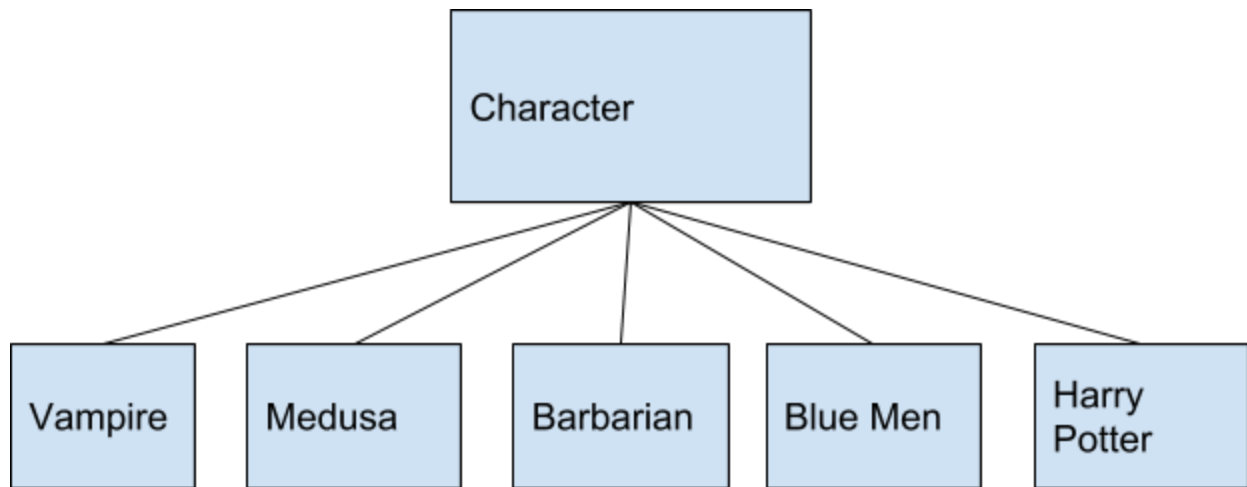 Character
Vampire
Medusa
Barbarian
Blue Men
Harry
Potter